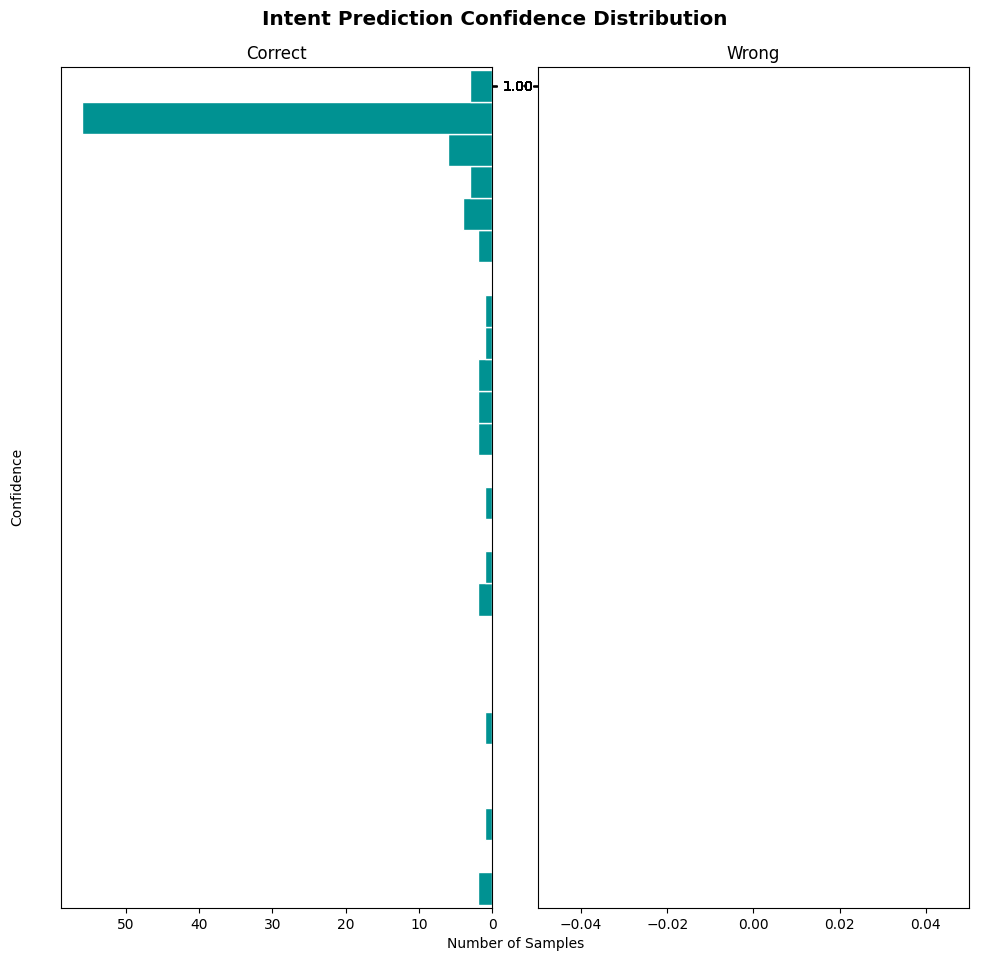 Intent Prediction Confidence Distribution
Correct
Wrong
1.00
Confidence
50 40 30 20 10 0
−0.04 −0.02 0.00 0.02 0.04
Number of Samples